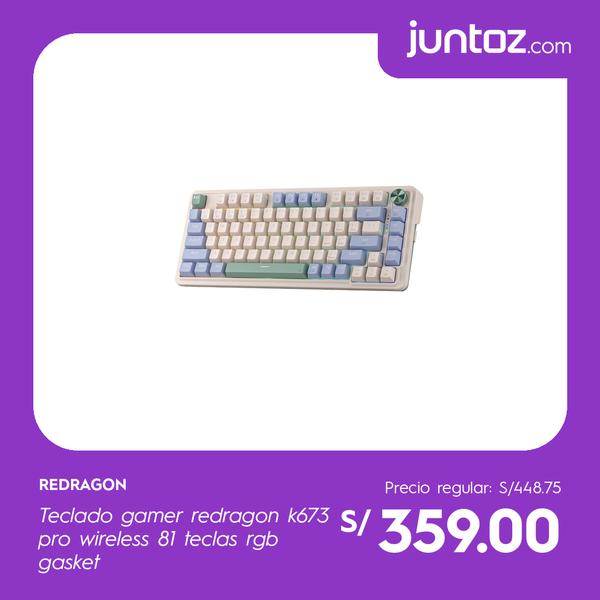 juntoz.com
REDRAGON
Teclado gamer redragon k673
pro wireless 81 teclas rgb
gasket
Precio regular: S/448.75
S/ 359.00